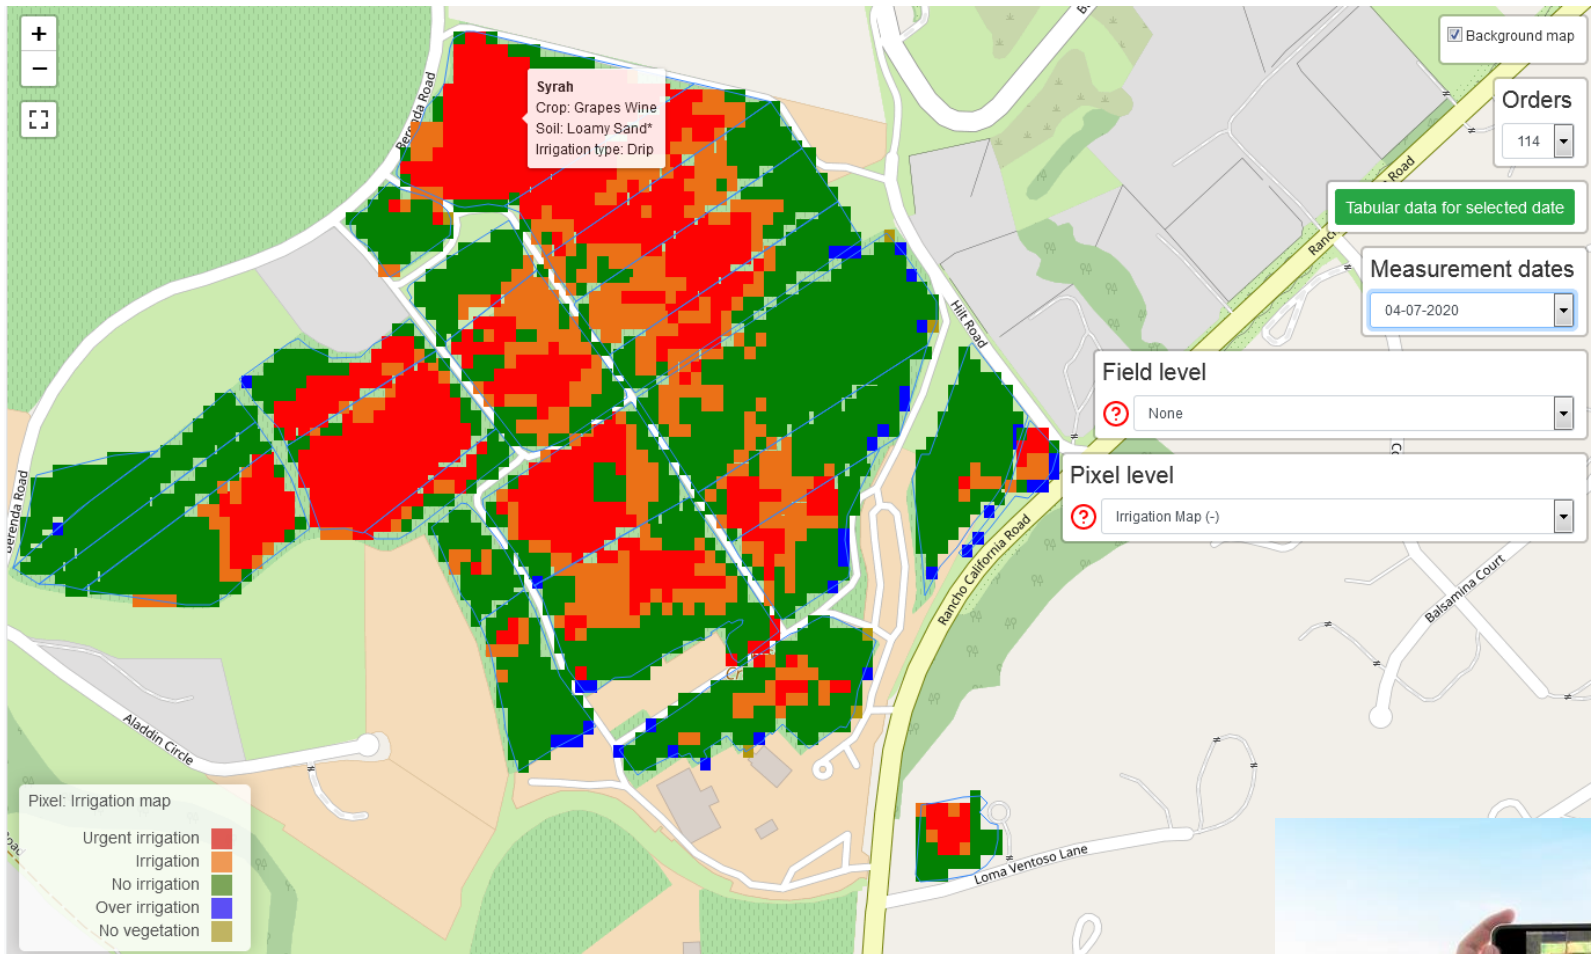 +
−
Background map
Orders
114
Tabular data for selected date
Measurement dates
04-07-2020
Field level
? None
Pixel level
? Irrigation Map (-)
Syrah
Crop: Grapes Wine
Soil: Loamy Sand*
Irrigation type: Drip
Berenda Road
Berenda Road
Hilt Road
Road
Rancho California Road
Balsamina Court
Aladdin Circle
Loma Ventoso Lane
Cr
Pixel: Irrigation map
Urgent irrigation
Irrigation
No irrigation
Over irrigation
No vegetation